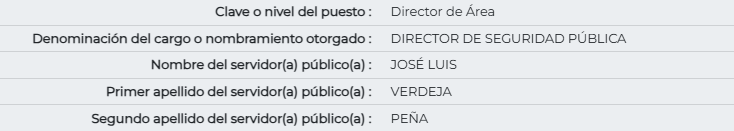 Clave o nivel del puesto : Director de Área
Denominación del cargo o nombramiento otorgado : DIRECTOR DE SEGURIDAD PÚBLICA
Nombre del servidor(a) público(a) : JOSÉ LUIS
Primer apellido del servidor(a) público(a) : VERDEJA
Segundo apellido del servidor(a) público(a) : PEÑA